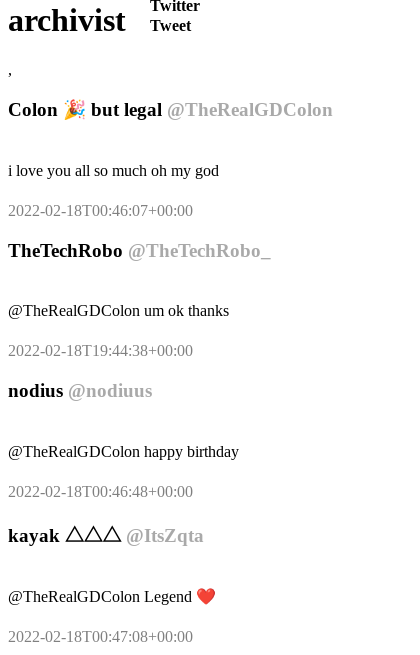 archivist
Twitter
Tweet
,
Colon 🎉 but legal @TheRealGDColon
i love you all so much oh my god
2022-02-18T00:46:07+00:00
TheTechRobo @TheTechRobo_
@TheRealGDColon um ok thanks
2022-02-18T19:44:38+00:00
nodius @nodiuus
@TheRealGDColon happy birthday
2022-02-18T00:46:48+00:00
kayak △△△ @ItsZqta
@TheRealGDColon Legend ❤️
2022-02-18T00:47:08+00:00